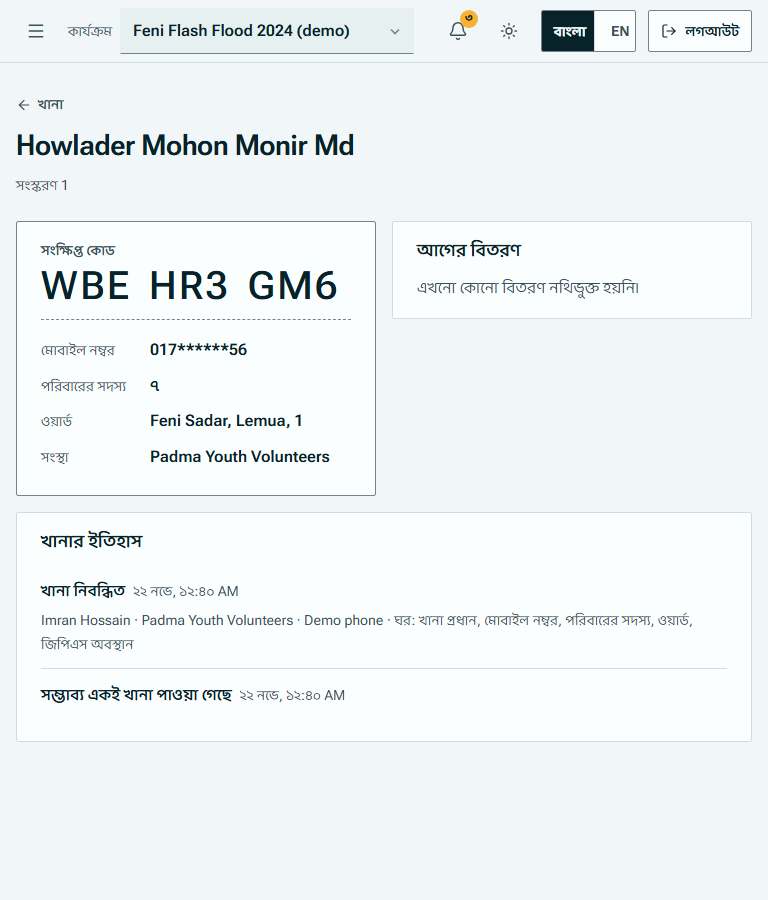 কার্যক্রম
Feni Flash Flood 2024 (demo)
৩
বাংলা
EN
লগআউট
খানা
Howlader Mohon Monir Md
সংস্করণ 1
সংক্ষিপ্ত কোড
WBE HR3 GM6
মোবাইল নম্বর 017******56
পরিবারের সদস্য ৭
ওয়ার্ড Feni Sadar, Lemua, 1
সংস্থা Padma Youth Volunteers
আগের বিতরণ
এখনো কোনো বিতরণ নথিভুক্ত হয়নি।
খানার ইতিহাস
খানা নিবন্ধিত ২২ নভে, ১২:৪০ AM
Imran Hossain · Padma Youth Volunteers · Demo phone · ঘর: খানা প্রধান, মোবাইল নম্বর, পরিবারের সদস্য, ওয়ার্ড,
জিপিএস অবস্থান
সম্ভাব্য একই খানা পাওয়া গেছে ২২ নভে, ১২:৪০ AM